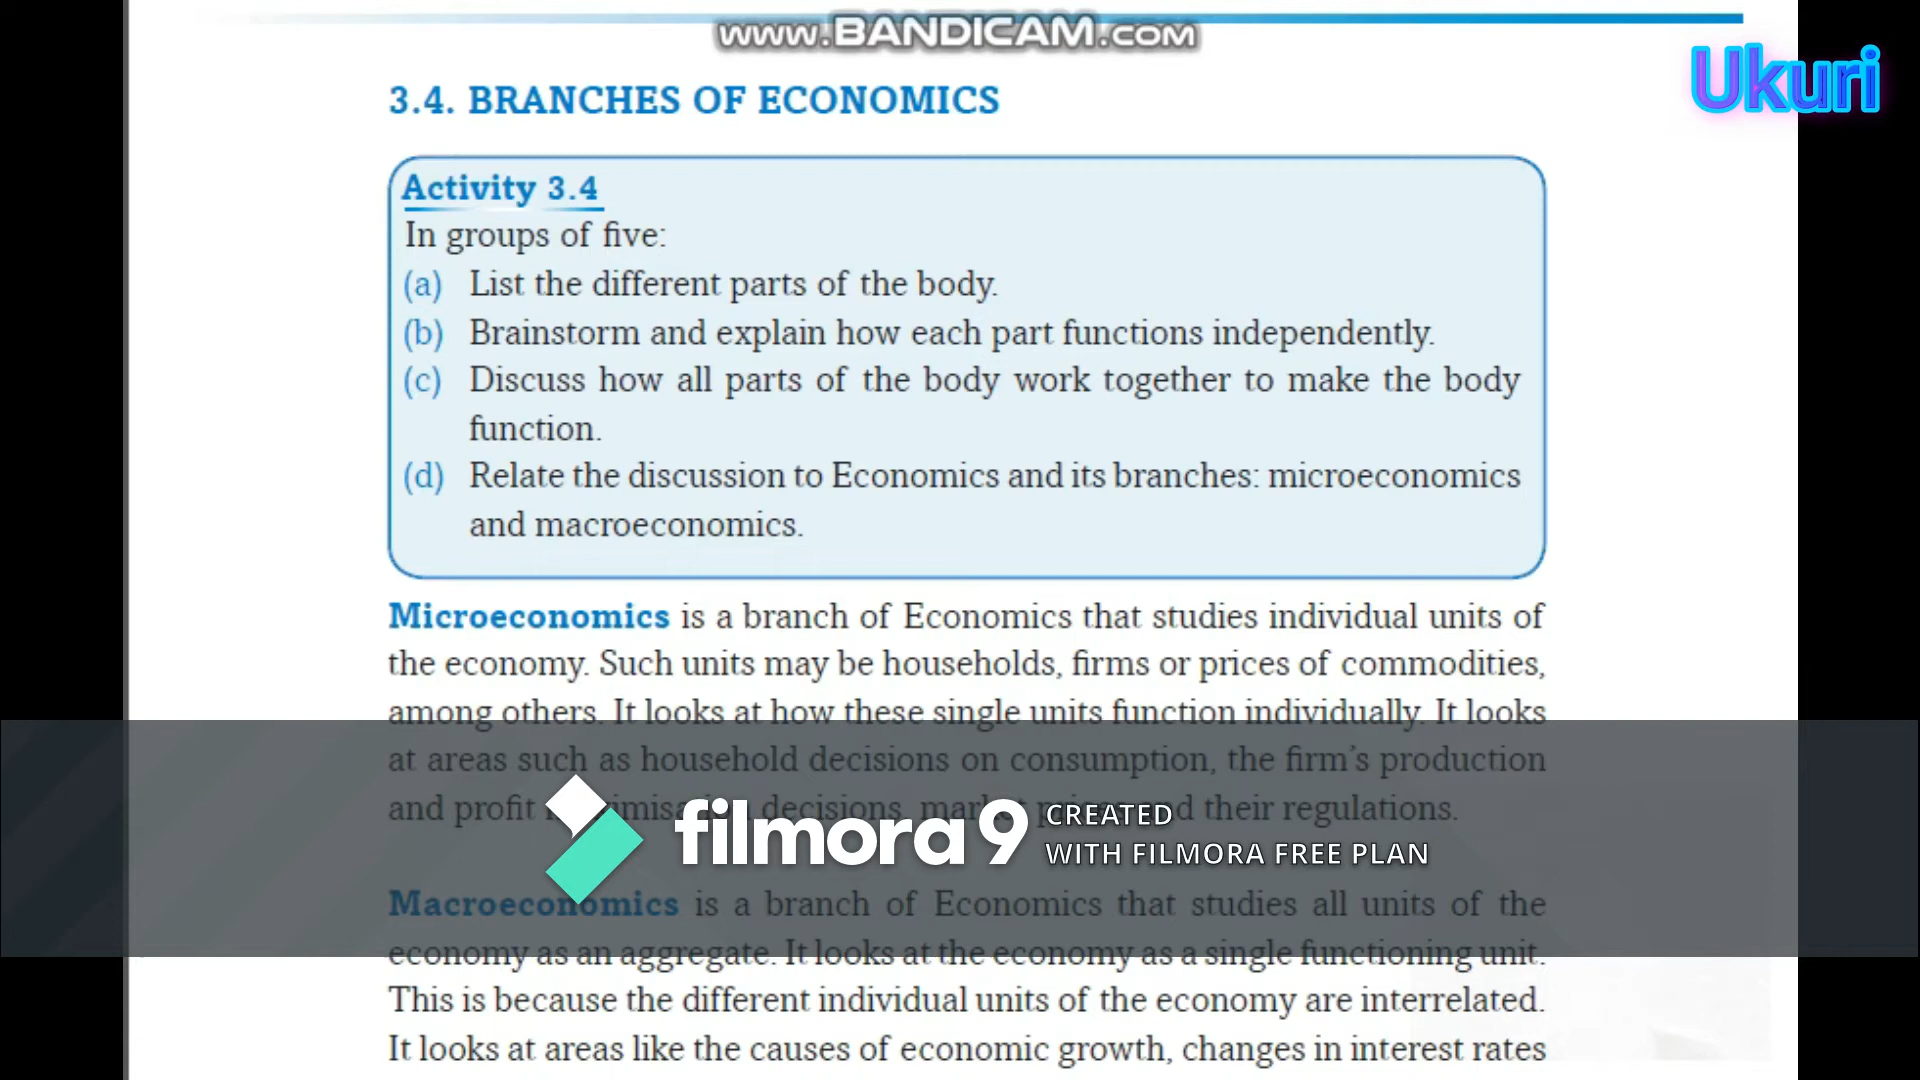 www.BANDICAM.com
Ukuri
3.4. BRANCHES OF ECONOMICS
Activity 3.4
In groups of five:
(a) List the different parts of the body.
(b) Brainstorm and explain how each part functions independently.
(c) Discuss how all parts of the body work together to make the body
function.
(d) Relate the discussion to Economics and its branches: microeconomics
and macroeconomics.
Microeconomics is a branch of Economics that studies individual units of
the economy. Such units may be households, firms or prices of commodities,
among others. It looks at how these single units function individually. It looks
at areas such as household decisions on consumption, the firm's production
and profit decisions, their regulations.
filmora9 CREATED
WITH FILMORA FREE PLAN
Macroeconomics is a branch of Economics that studies all units of the
economy as an aggregate. It looks at the economy as a single functioning unit.
This is because the different individual units of the economy are interrelated.
It looks at areas like the causes of economic growth, changes in interest rates